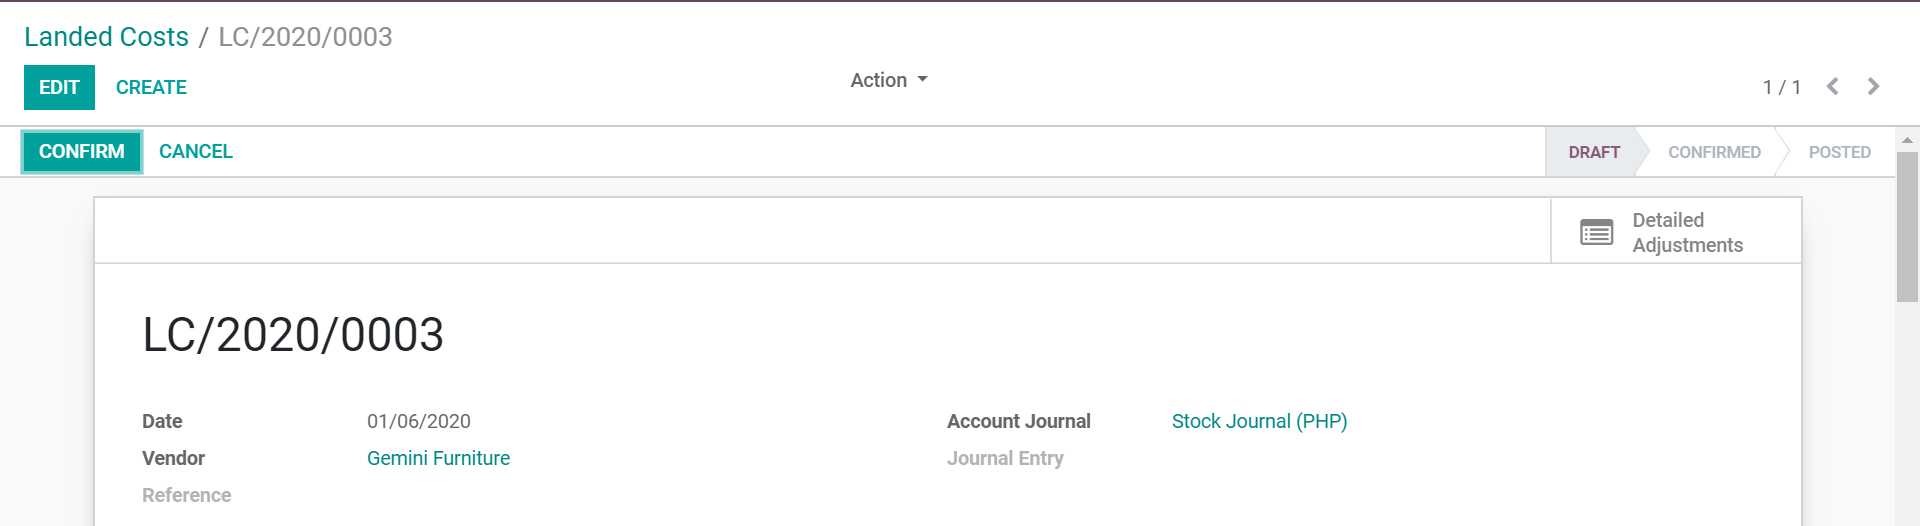 Landed Costs / LC/2020/0003
EDIT CREATE Action 1 / 1
CONFIRM CANCEL DRAFT CONFIRMED POSTED
Detailed
Adjustments
LC/2020/0003
Date 01/06/2020 Account Journal Stock Journal (PHP)
Vendor Gemini Furniture Journal Entry
Reference